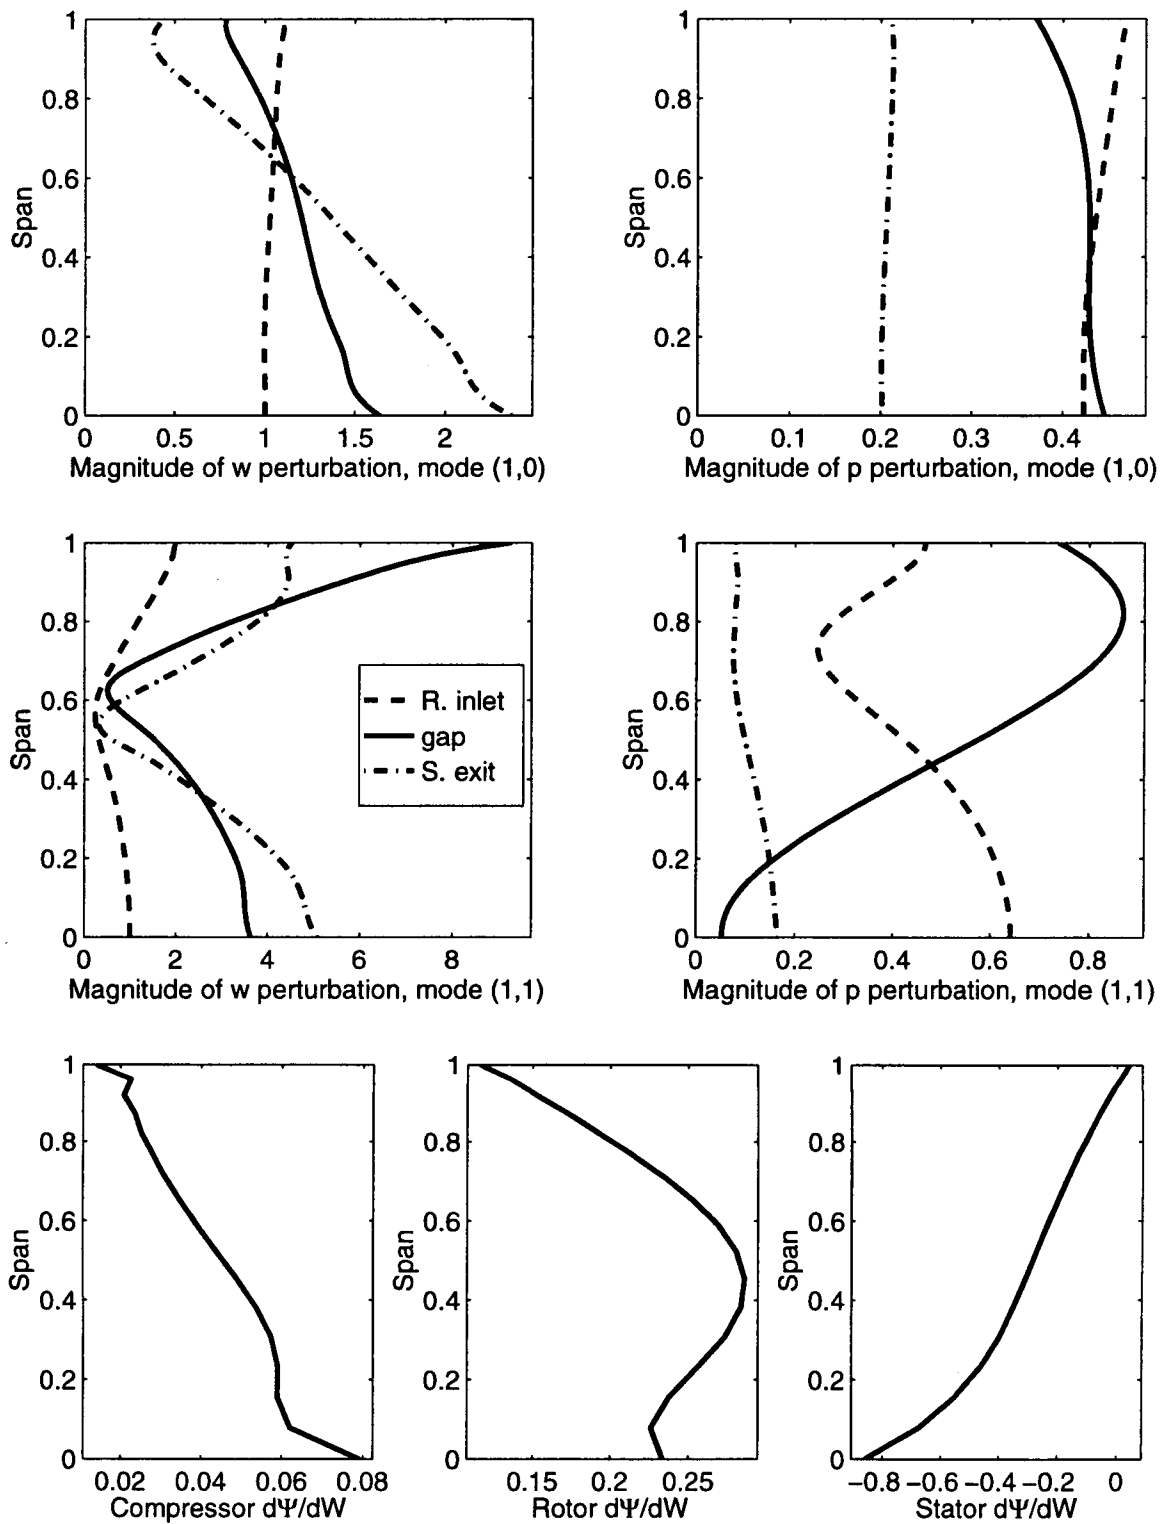 1
0.8
0.6
0.4
0.2
0
Span
0 0.5 1 1.5 2
Magnitude of w perturbation, mode (1,0)
1
0.8
0.6
0.4
0.2
0
Span
0 0.1 0.2 0.3 0.4
Magnitude of p perturbation, mode (1,0)
1
0.8
0.6
0.4
0.2
0
Span
R. inlet
gap
S. exit
0 2 4 6 8
Magnitude of w perturbation, mode (1,1)
1
0.8
0.6
0.4
0.2
0
Span
0 0.2 0.4 0.6 0.8
Magnitude of p perturbation, mode (1,1)
1
0.8
0.6
0.4
0.2
0
Span
0.02 0.04 0.06 0.08
Compressor dΨ/dW
1
0.8
0.6
0.4
0.2
0
Span
0.15 0.2 0.25
Rotor dΨ/dW
1
0.8
0.6
0.4
0.2
0
Span
−0.8 −0.6 −0.4 −0.2 0
Stator dΨ/dW